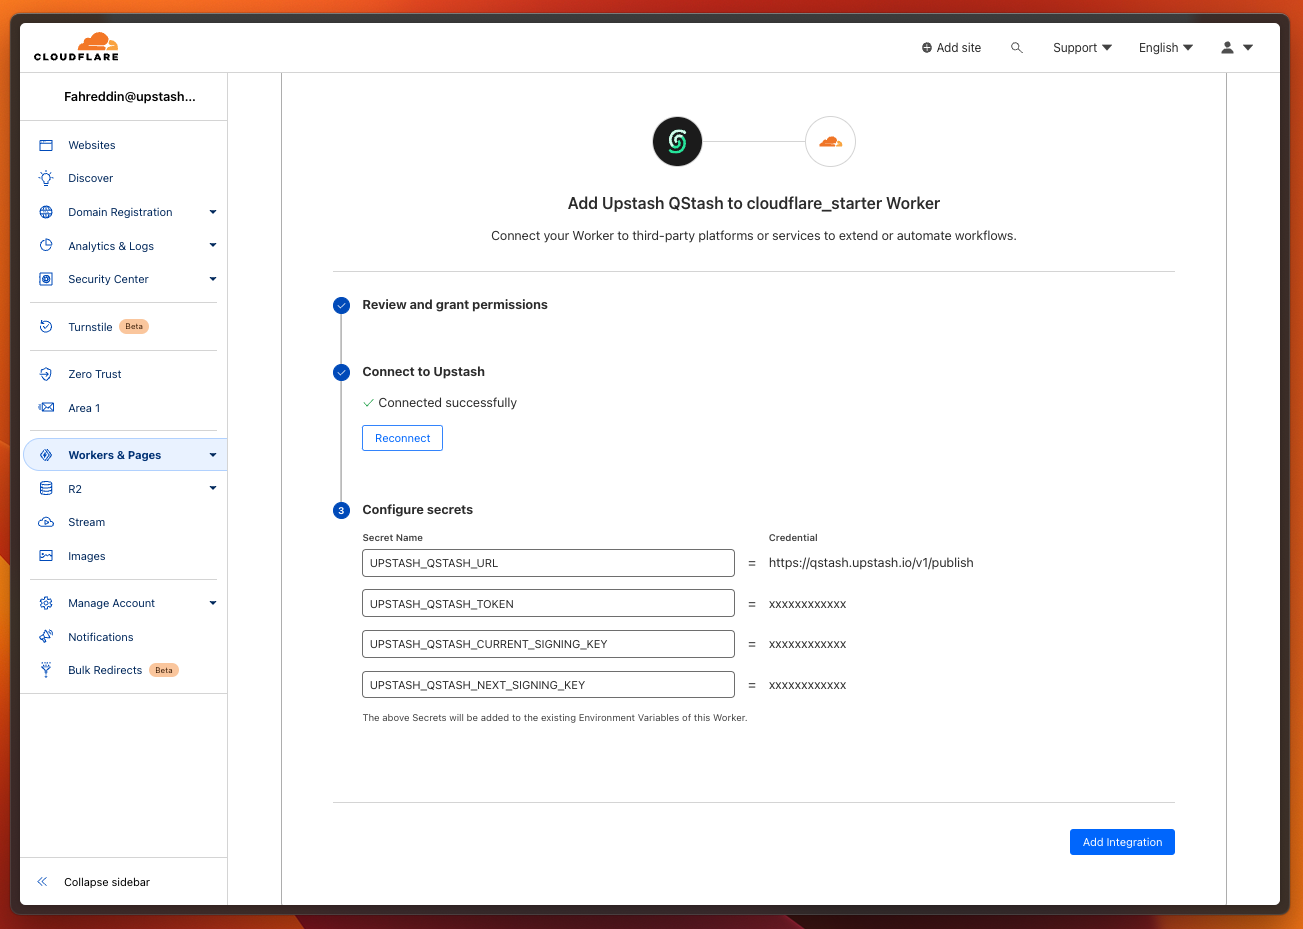 CLOUDFLARE
Add site
Support
English
Fahreddin@upstash...
Websites
Discover
Domain Registration
Analytics & Logs
Security Center
Turnstile Beta
Zero Trust
Area 1
Workers & Pages
R2
Stream
Images
Manage Account
Notifications
Bulk Redirects Beta
Collapse sidebar
Add Upstash QStash to cloudflare_starter Worker
Connect your Worker to third-party platforms or services to extend or automate workflows.
Review and grant permissions
Connect to Upstash
Connected successfully
Reconnect
3 Configure secrets
Secret Name Credential
UPSTASH_QSTASH_URL = https://qstash.upstash.io/v1/publish
UPSTASH_QSTASH_TOKEN = xxxxxxxxxxxx
UPSTASH_QSTASH_CURRENT_SIGNING_KEY = xxxxxxxxxxxx
UPSTASH_QSTASH_NEXT_SIGNING_KEY = xxxxxxxxxxxx
The above Secrets will be added to the existing Environment Variables of this Worker.
Add Integration